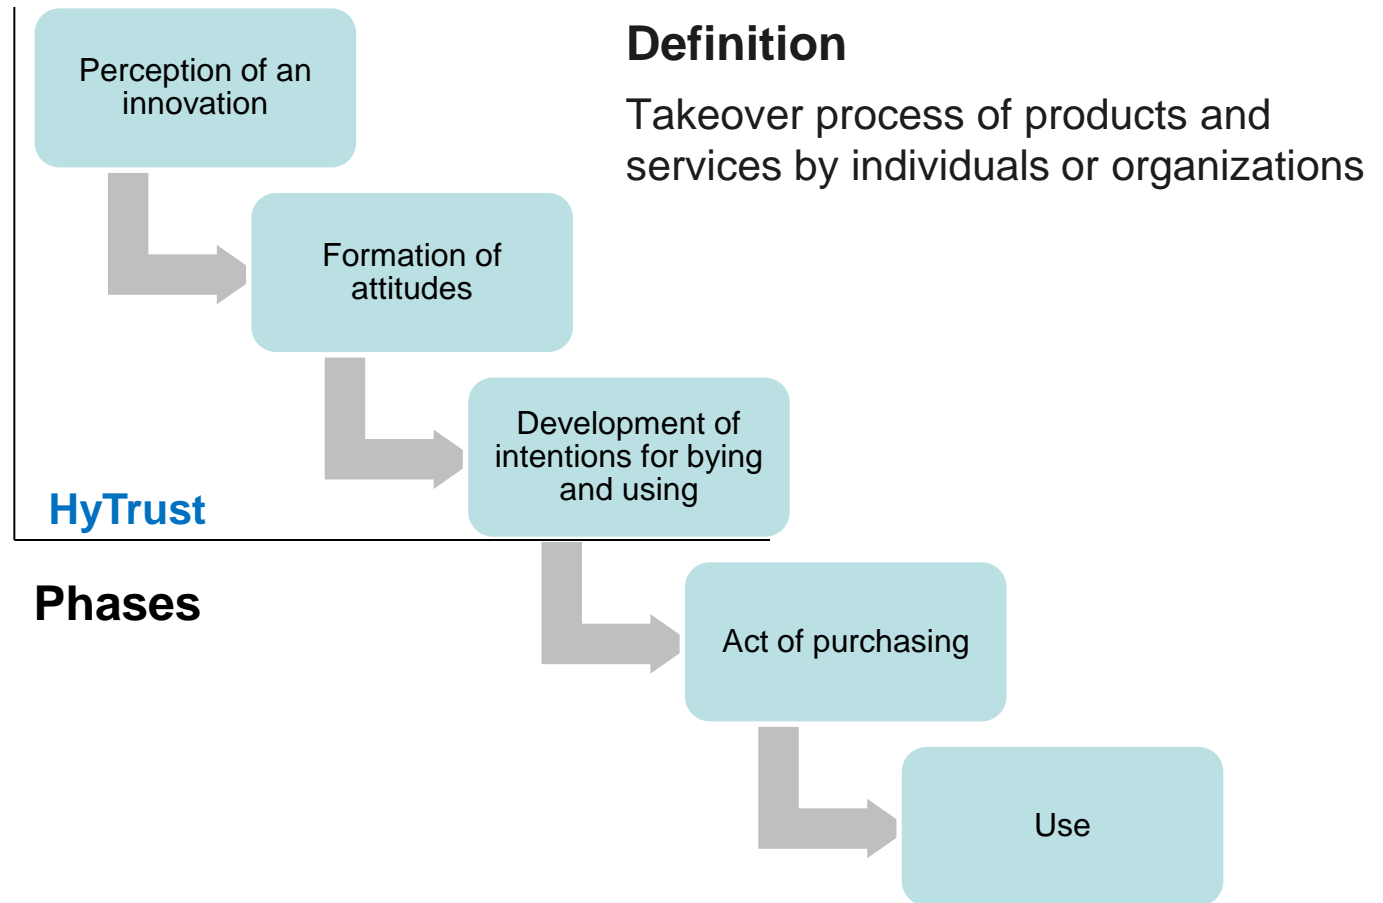 Definition
Takeover process of products and
services by individuals or organizations
Perception of an
innovation
Formation of
attitudes
Development of
intentions for bying
and using
HyTrust
Phases
Act of purchasing
Use